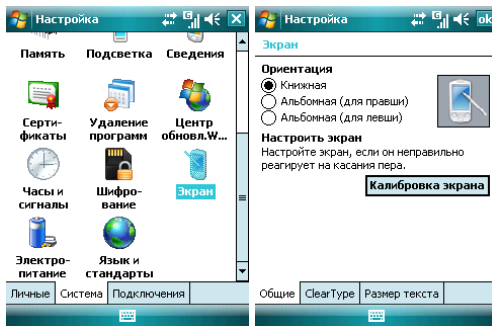 Настройка
Память Подсветка Сведения
Серти-
фикаты
Удаление
программ
Центр
обновл.W...
Часы и
сигналы
Шифро-
вание
Экран
Электро-
питание
Язык и
стандарты
Личные Система Подключения
Настройка ok
Экран
Ориентация
Книжная
Альбомная (для правши)
Альбомная (для левши)
Настроить экран
Настройте экран, если он неправильно
реагирует на касания пера.
Калибровка экрана
Общие ClearType Размер текста